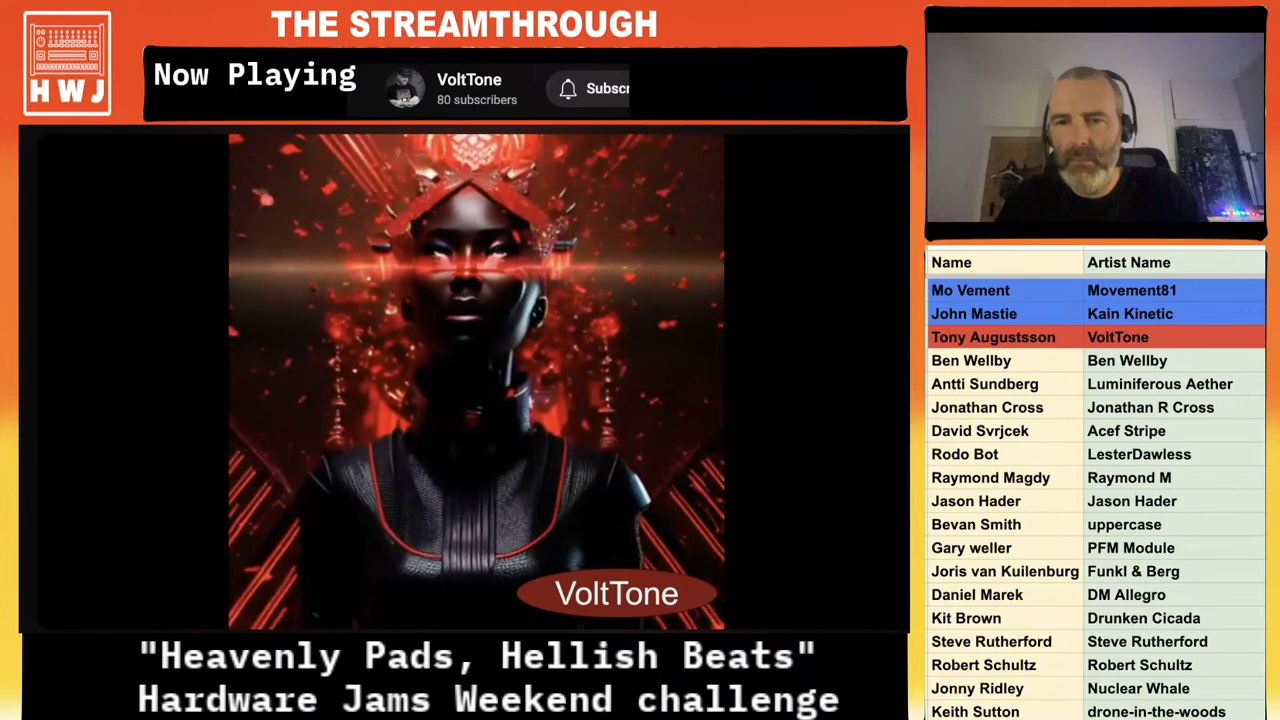 THE STREAMTHROUGH
HWJ
Now Playing
VoltTone
80 subscribers
Subscr
VoltTone
"Heavenly Pads, Hellish Beats"
Hardware Jams Weekend challenge
Name Artist Name
Mo Vement Movement81
John Mastie Kain Kinetic
Tony Augustsson VoltTone
Ben Wellby Ben Wellby
Antti Sundberg Luminiferous Aether
Jonathan Cross Jonathan R Cross
David Svrjcek Acef Stripe
Rodo Bot LesterDawless
Raymond Magdy Raymond M
Jason Hader Jason Hader
Bevan Smith uppercase
Gary weller PFM Module
Joris van Kuilenburg Funkl & Berg
Daniel Marek DM Allegro
Kit Brown Drunken Cicada
Steve Rutherford Steve Rutherford
Robert Schultz Robert Schultz
Jonny Ridley Nuclear Whale
Keith Sutton drone-in-the-woods